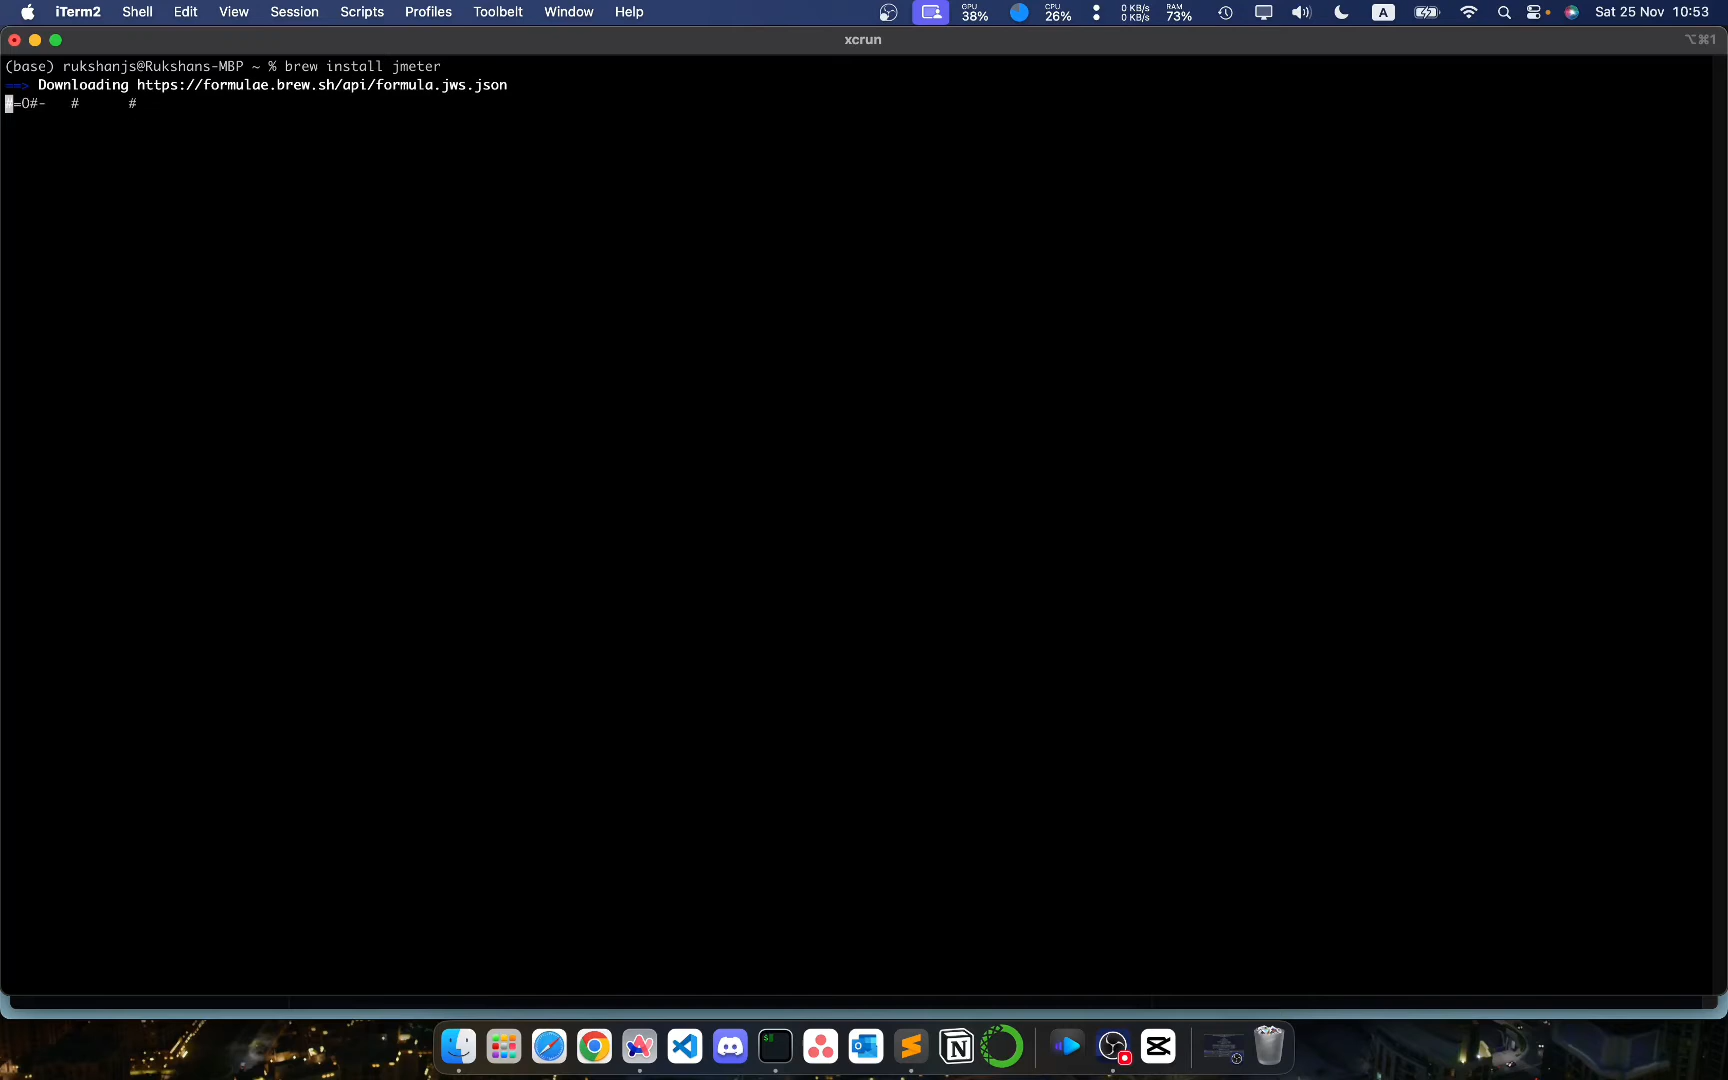 iTerm2 Shell Edit View Session Scripts Profiles Toolbelt Window Help GPU 38% CPU 26% 0 KB/s 0 KB/s RAM 73% A Sat 25 Nov 10:53
xcrun ⌥⌘1
(base) rukshanjs@Rukshans-MBP ~ % brew install jmeter
==> Downloading https://formulae.brew.sh/api/formula.jws.json
#=O#- # #